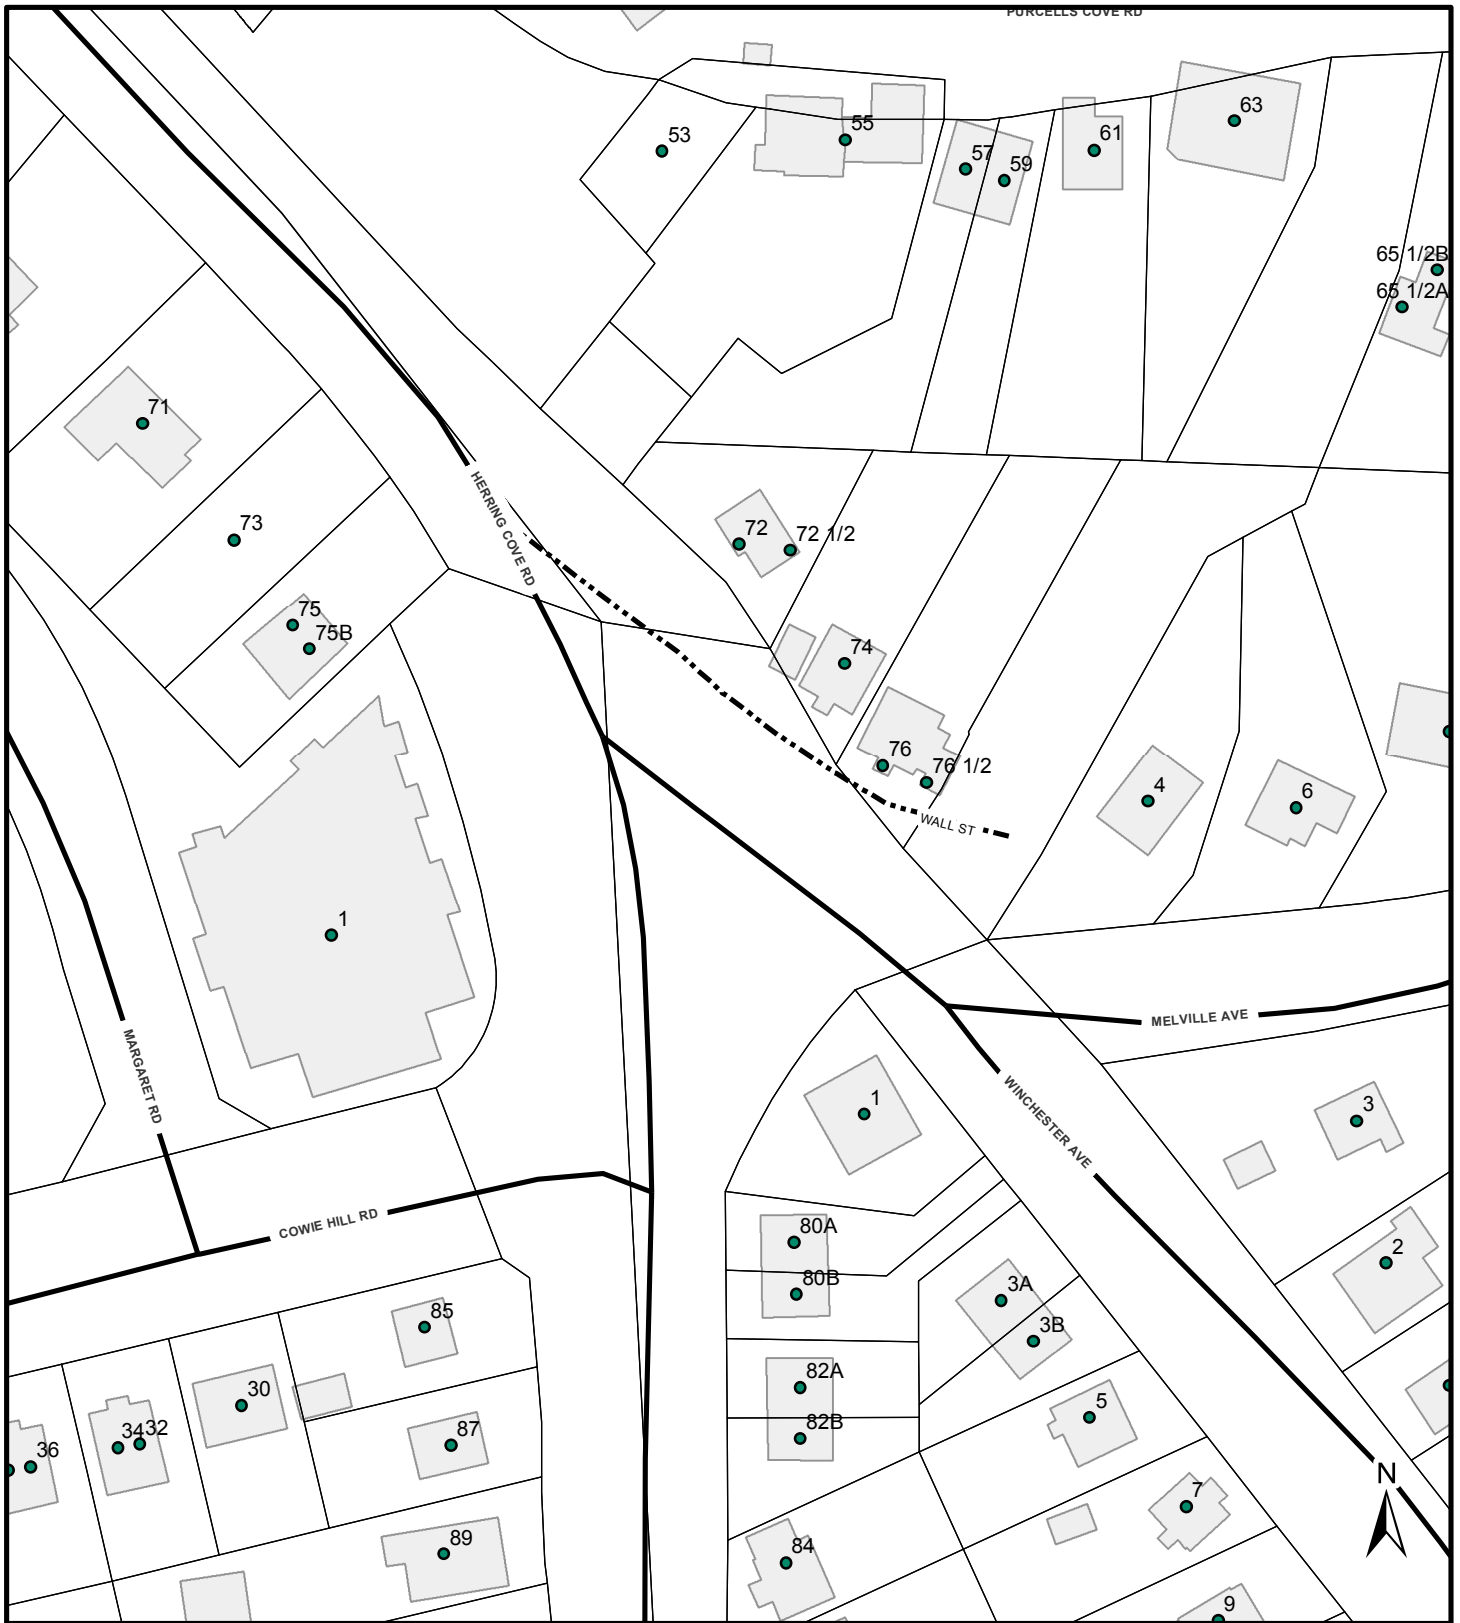 PURCELLS COVE RD
63
55
53
61
57
59
65 1/2B
65 1/2A
71
HERRING COVE RD
73
72
72 1/2
75
75B
74
76
76 1/2
4
6
WALL ST
1
MELVILLE AVE
MARGARET RD
WINCHESTER AVE
1
3
COWIE HILL RD
80A
2
80B
3A
85
3B
82A
30
5
82B
34
32
87
36
N
7
89
84
9